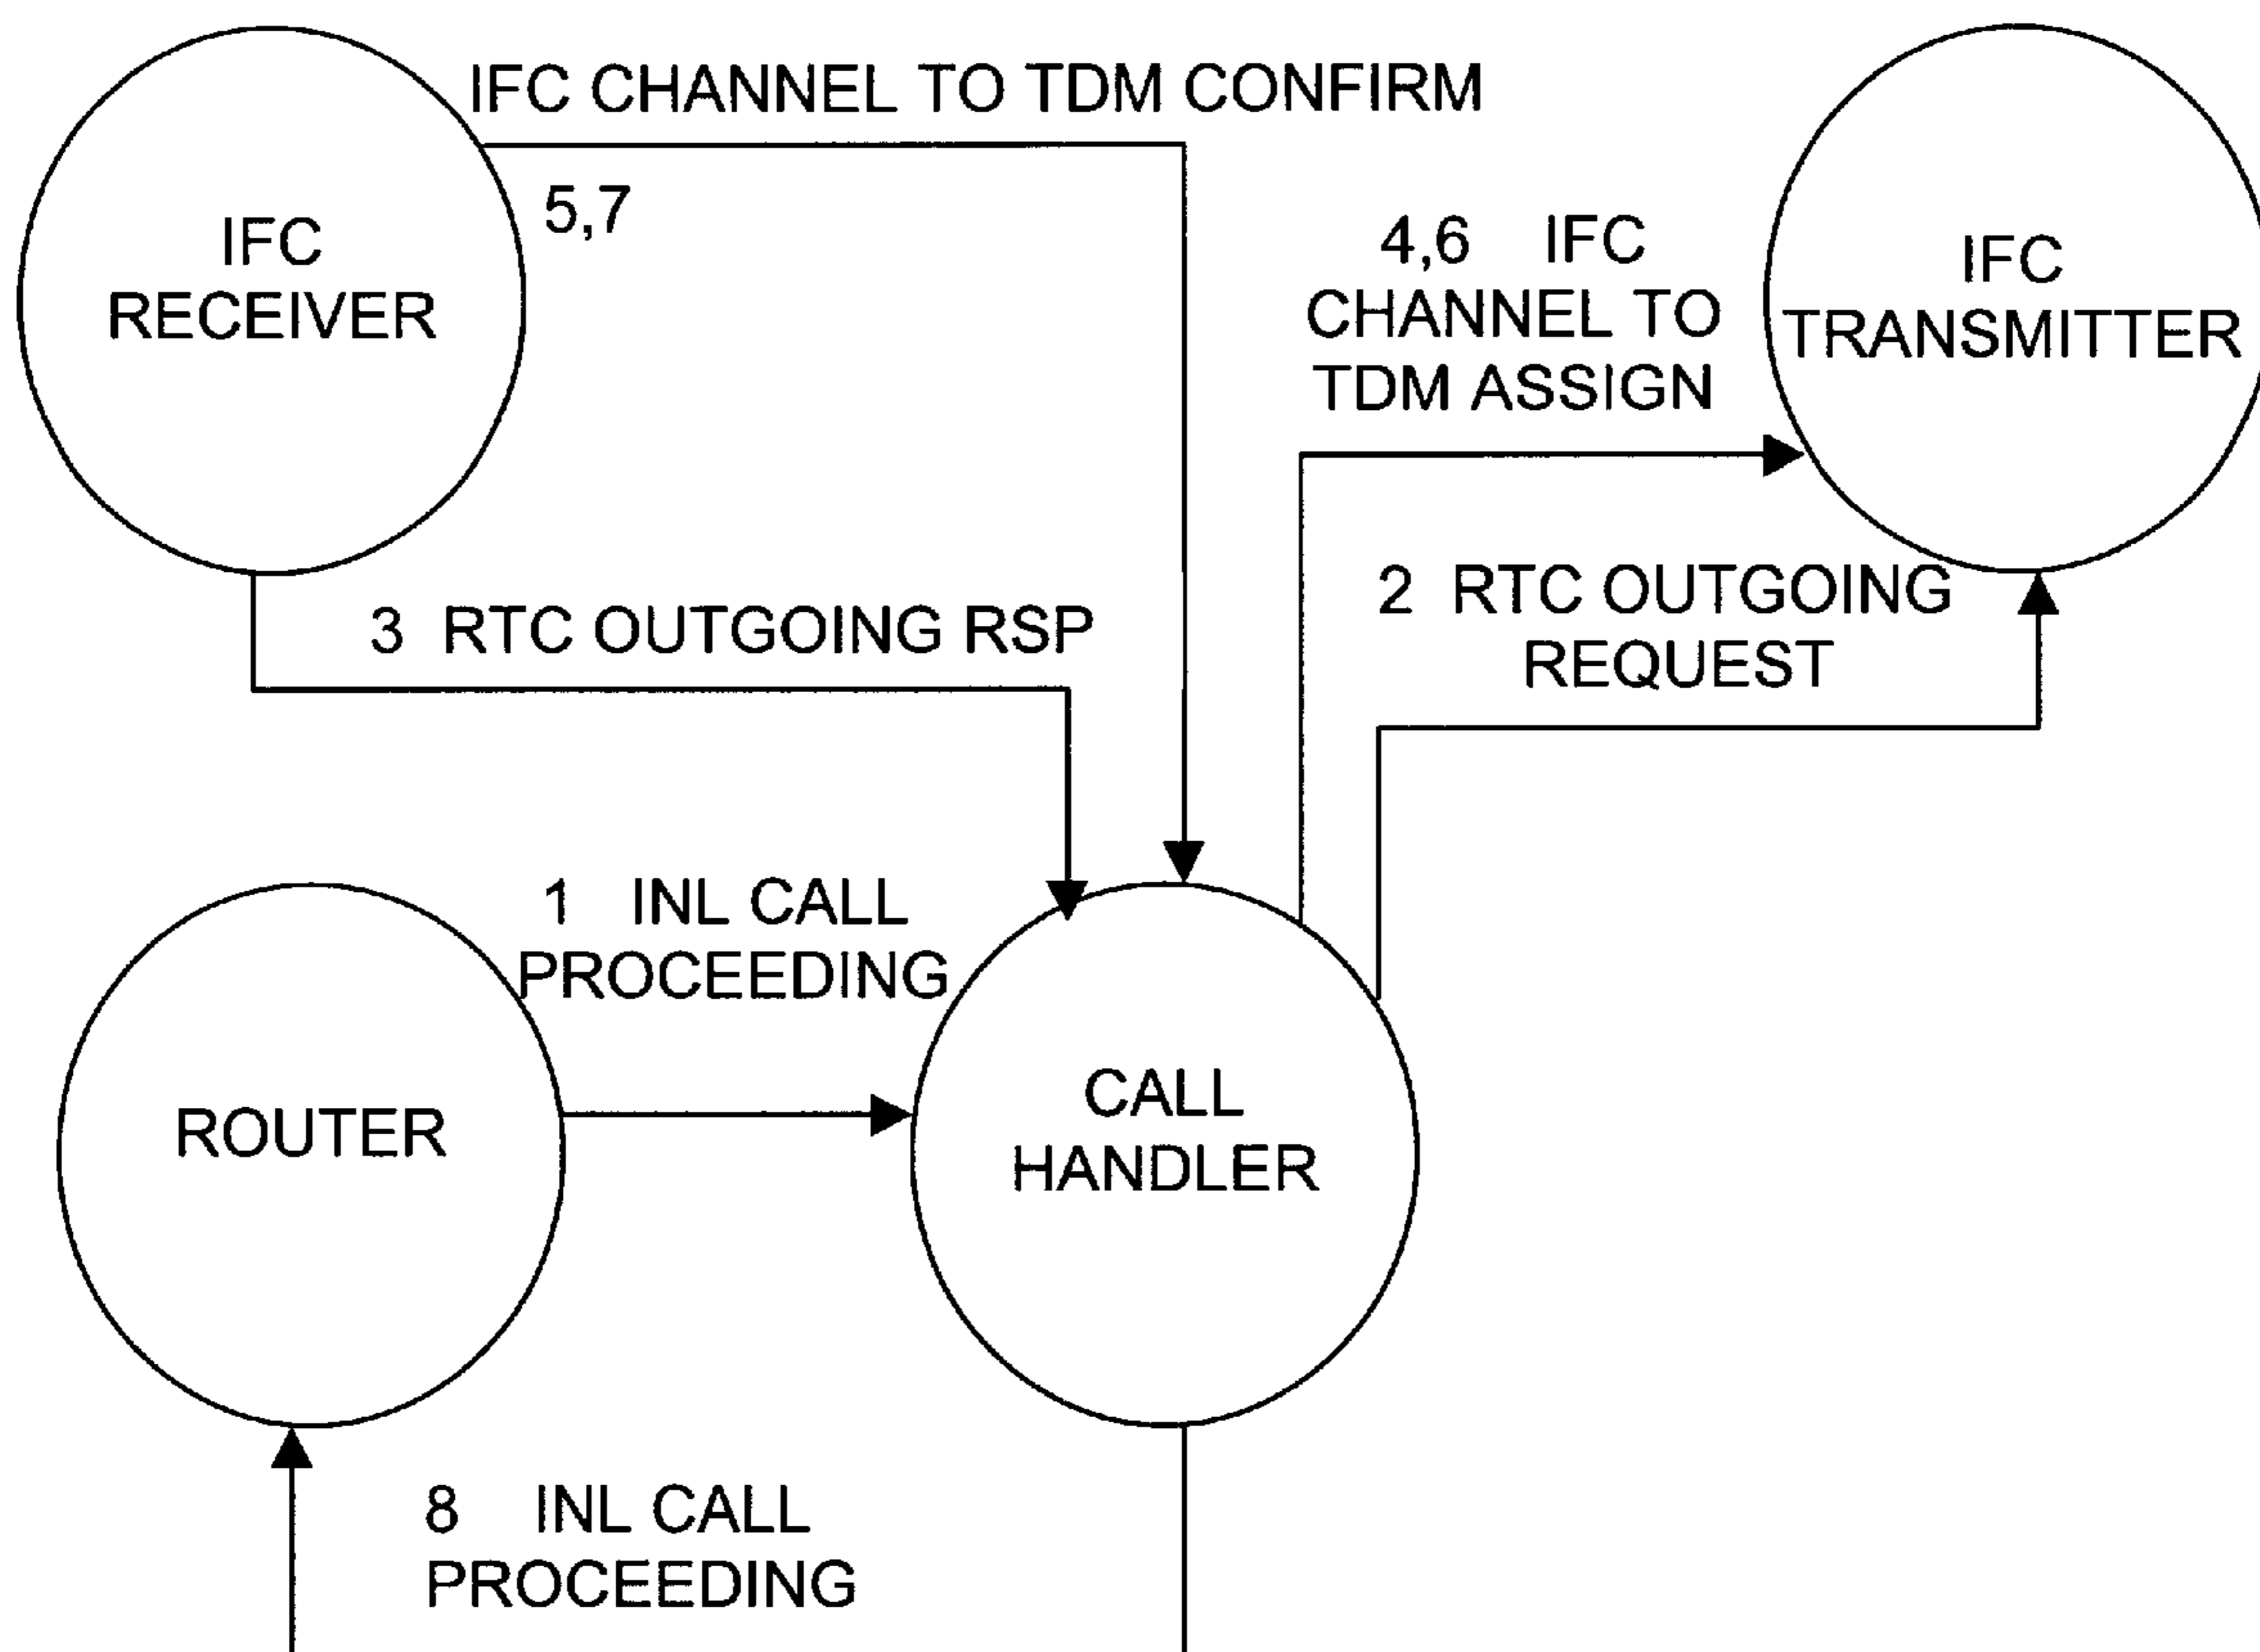 IFC CHANNEL TO TDM CONFIRM
5,7
IFC
RECEIVER
4,6 IFC
CHANNEL TO
TDM ASSIGN
IFC
TRANSMITTER
3 RTC OUTGOING RSP
2 RTC OUTGOING
REQUEST
1 INL CALL
PROCEEDING
ROUTER
CALL
HANDLER
8 INL CALL
PROCEEDING